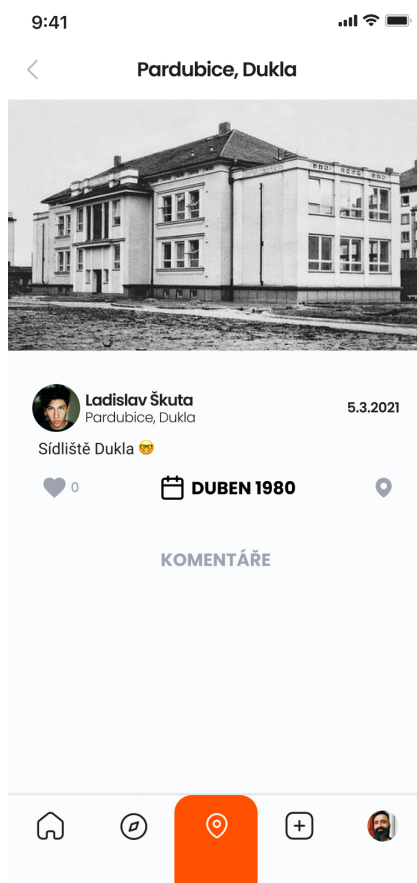 9:41
Pardubice, Dukla
Ladislav Škuta
5.3.2021
Pardubice, Dukla
Sídliště Dukla 🤓
0
DUBEN 1980
KOMENTÁŘE